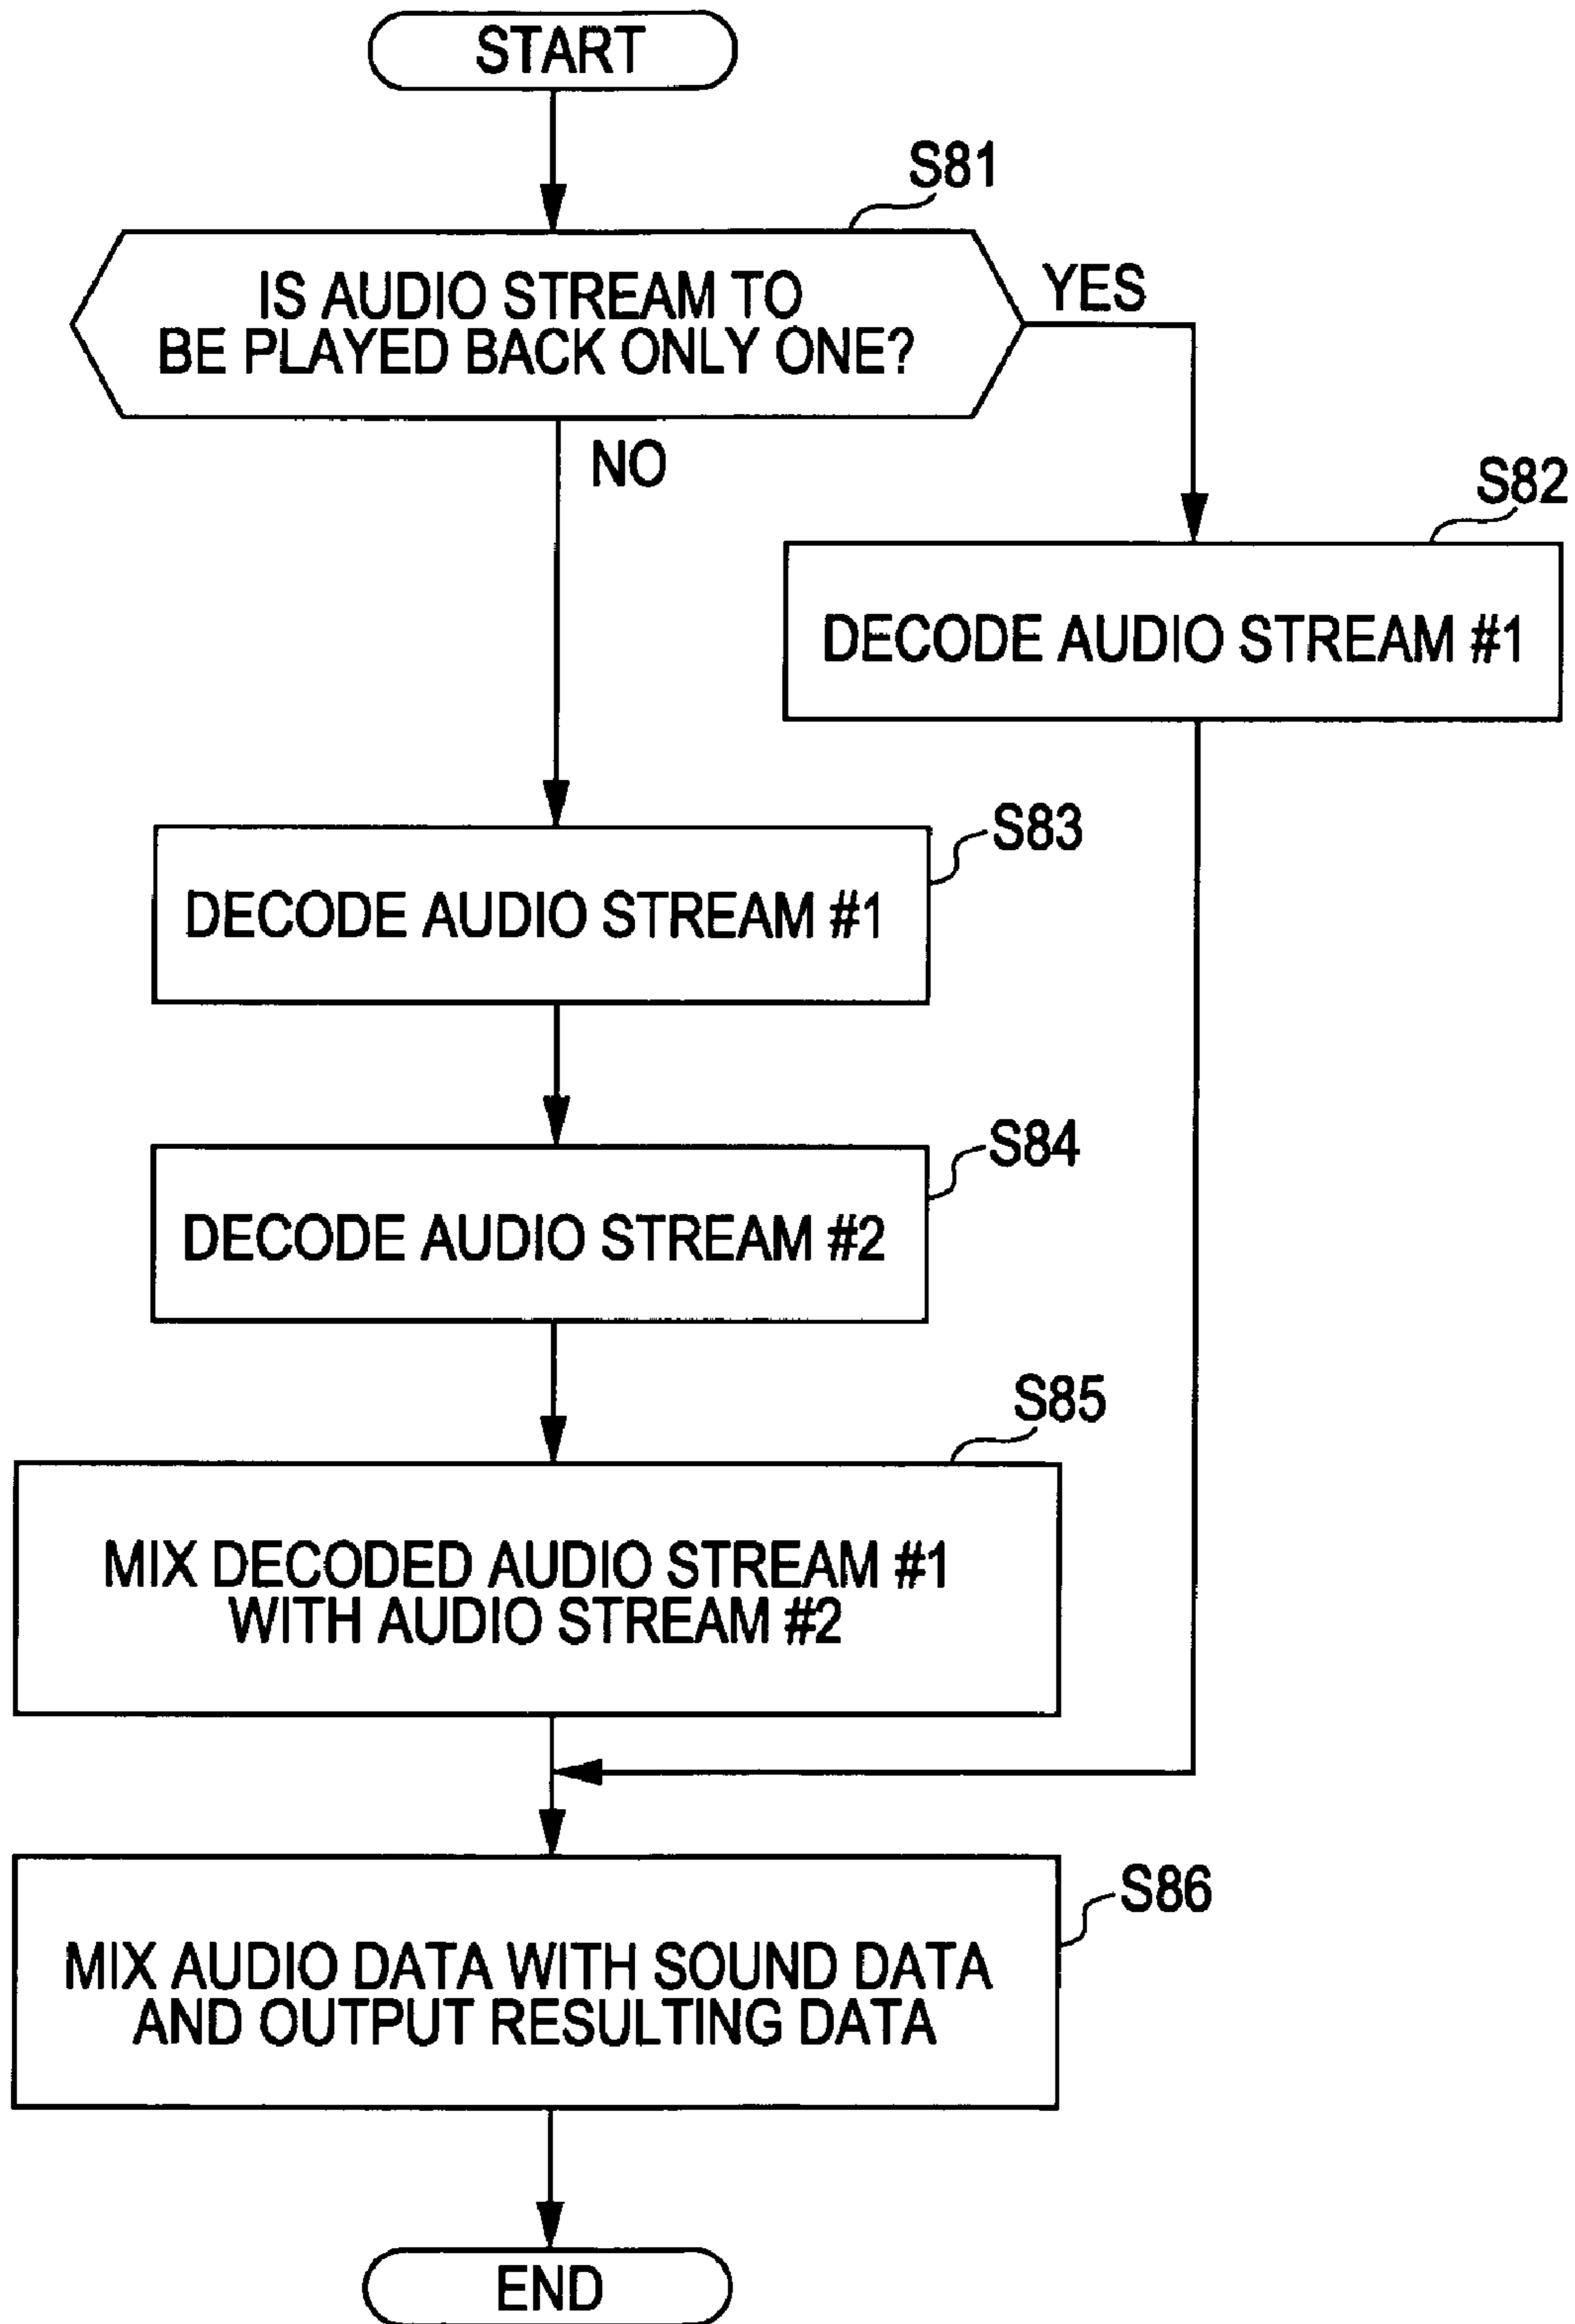 START
S81
IS AUDIO STREAM TO
BE PLAYED BACK ONLY ONE?
YES
NO
S82
DECODE AUDIO STREAM #1
S83
DECODE AUDIO STREAM #1
S84
DECODE AUDIO STREAM #2
S85
MIX DECODED AUDIO STREAM #1
WITH AUDIO STREAM #2
S86
MIX AUDIO DATA WITH SOUND DATA
AND OUTPUT RESULTING DATA
END